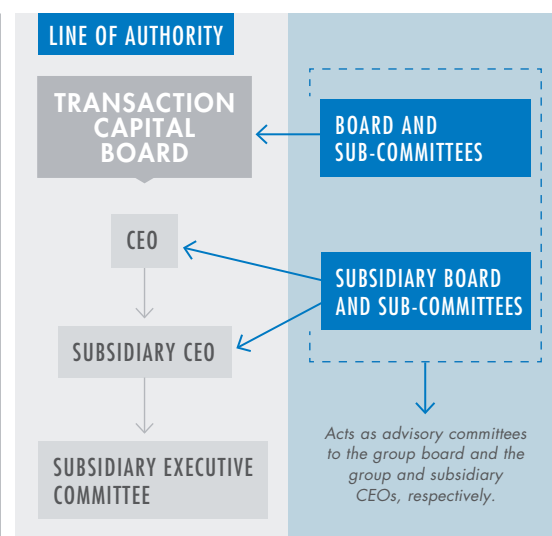 LINE OF AUTHORITY
TRANSACTION
CAPITAL
BOARD
CEO
SUBSIDIARY CEO
SUBSIDIARY EXECUTIVE
COMMITTEE
BOARD AND
SUB-COMMITTEES
SUBSIDIARY BOARD
AND SUB-COMMITTEES
Acts as advisory committees
to the group board and the
group and subsidiary
CEOs, respectively.